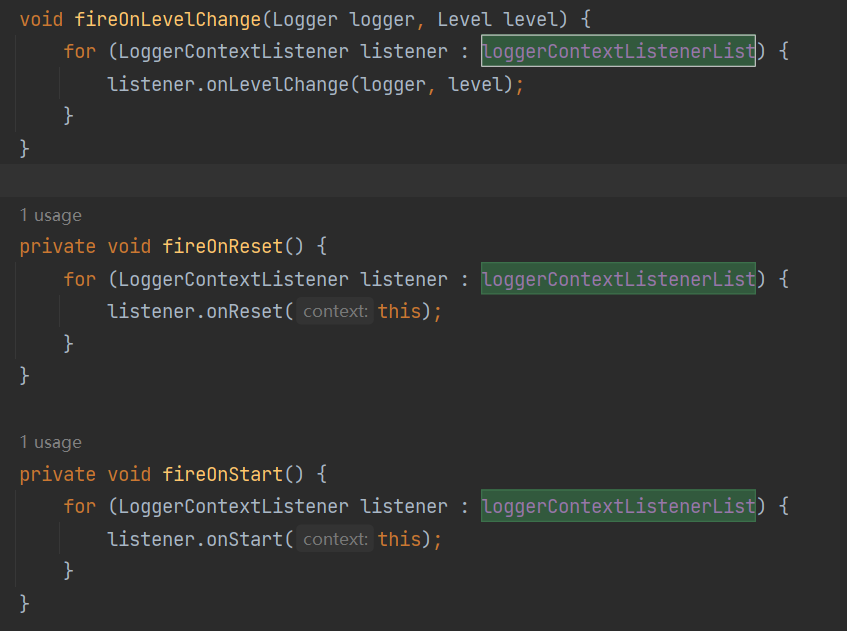 void fireOnLevelChange(Logger logger, Level level) {
for (LoggerContextListener listener : loggerContextListenerList) {
listener.onLevelChange(logger, level);
}
}
1 usage
private void fireOnReset() {
for (LoggerContextListener listener : loggerContextListenerList) {
listener.onReset( context: this);
}
}
1 usage
private void fireOnStart() {
for (LoggerContextListener listener : loggerContextListenerList) {
listener.onStart( context: this);
}
}